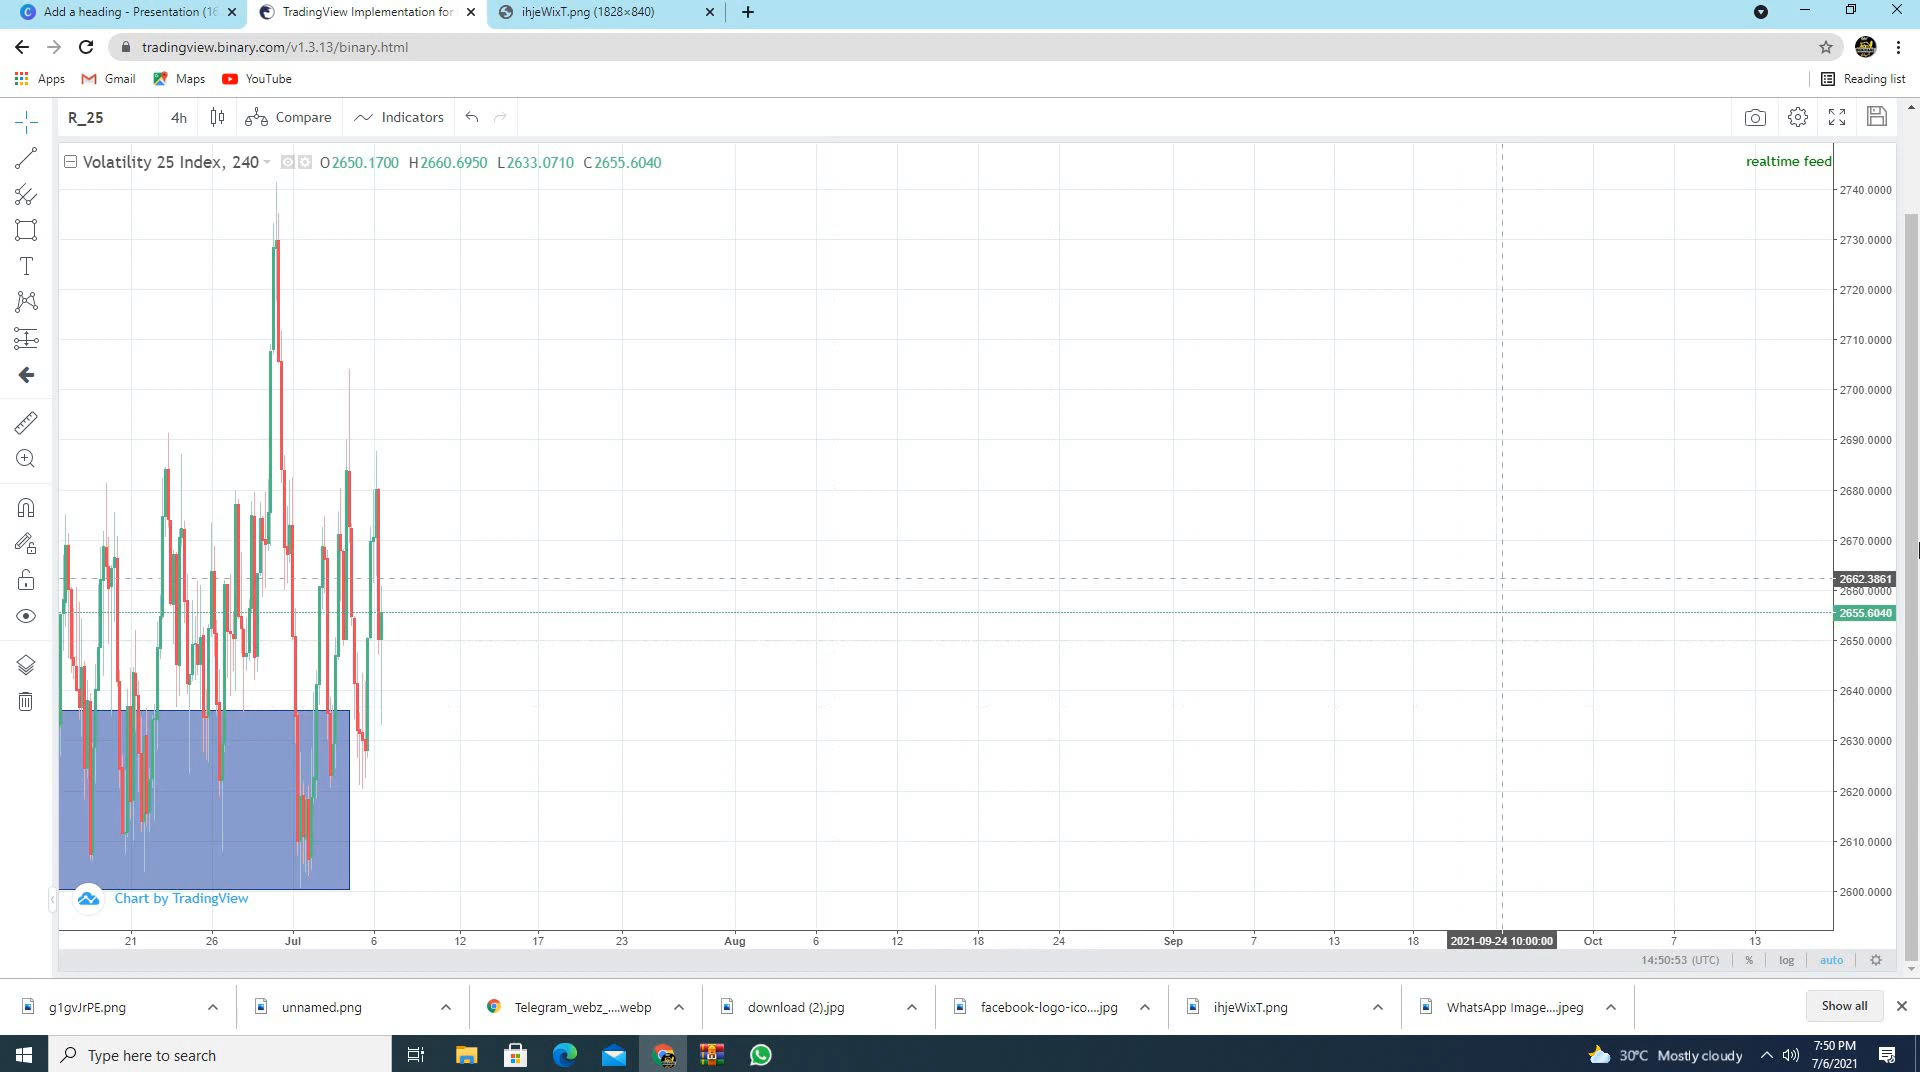 Add a heading - Presentation (16
TradingView Implementation for
ihjeWixT.png (1828×840)
tradingview.binary.com/v1.3.13/binary.html
Apps
Gmail
Maps
YouTube
Reading list
R_25
4h
Compare
Indicators
Volatility 25 Index, 240
O2650.1700 H2660.6950 L2633.0710 C2655.6040
realtime feed
2740.0000
2730.0000
2720.0000
2710.0000
2700.0000
2690.0000
2680.0000
2670.0000
2662.3861
2660.0000
2655.6040
2650.0000
2640.0000
2630.0000
2620.0000
2610.0000
2600.0000
Chart by TradingView
21 26 Jul 6 12 17 23 Aug 6 12 18 24 Sep 7 13 18 2021-09-24 10:00:00 Oct 7 13
14:50:53 (UTC) % log auto
g1gvJrPE.png
unnamed.png
Telegram_webz_....webp
download (2).jpg
facebook-logo-ico....jpg
ihjeWixT.png
WhatsApp Image....jpeg
Show all
Type here to search
30°C Mostly cloudy
7:50 PM
7/6/2021